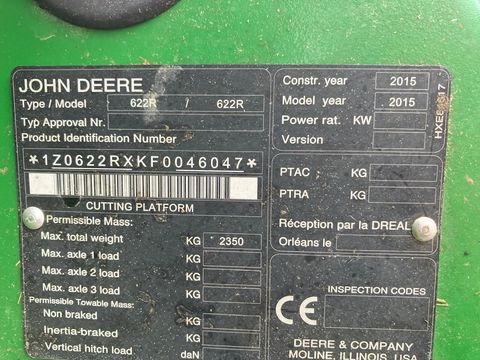 JOHN DEERE
Type / Model 622R / 622R
Typ Approval Nr.
Product Identification Number
*1Z0622RXKF0046047*
CUTTING PLATFORM
Permissible Mass:
Max. total weight KG 2350
Max. axle 1 load KG
Max. axle 2 load KG
Max. axle 3 load KG
Permissible Towable Mass:
Non braked KG
Inertia-braked KG
Vertical hitch load daN
Constr. year 2015
Model year 2015
Power rat. KW
Version
PTAC KG
PTRA KG
Réception par la DREAL
Orléans le
INSPECTION CODES
CE
DEERE & COMPANY
MOLINE, ILLINOIS, USA